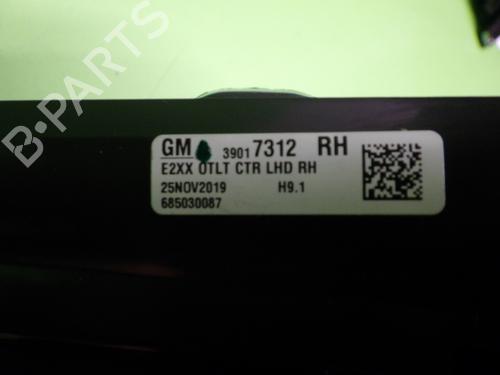 GM 39017312 RH
E2XX OTLT CTR LHD RH
25NOV2019 H9.1
685030087
B-PARTS